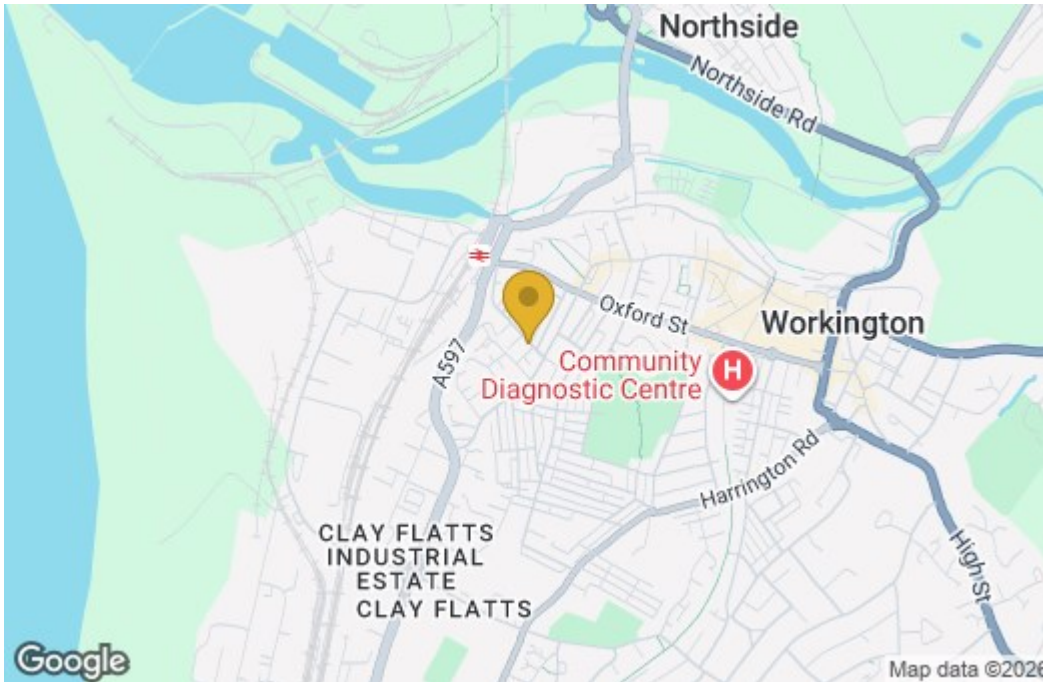 Northside
Northside Rd
Oxford St
Workington
A597
Community
Diagnostic Centre
H
Harrington Rd
High St
CLAY FLATTS
INDUSTRIAL
ESTATE
CLAY FLATTS
Google
Map data ©2026